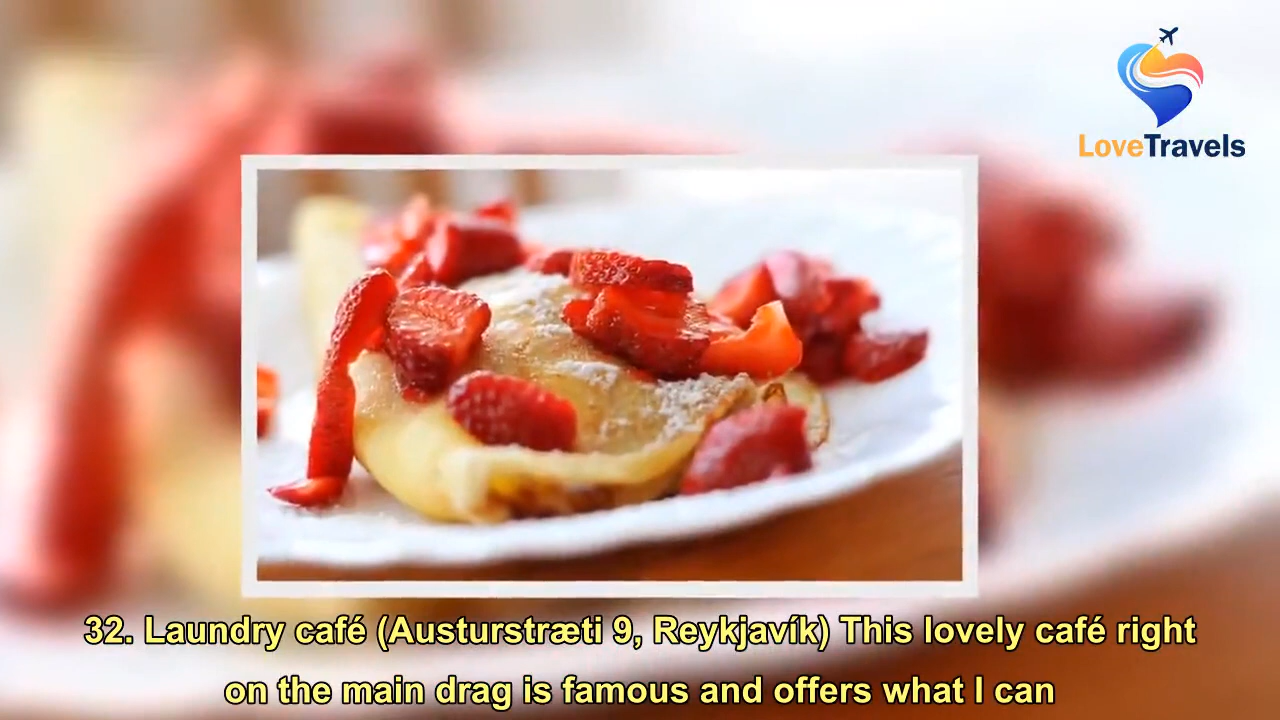 LoveTravels
32. Laundry café (Austurstræti 9, Reykjavík) This lovely café right
on the main drag is famous and offers what I can